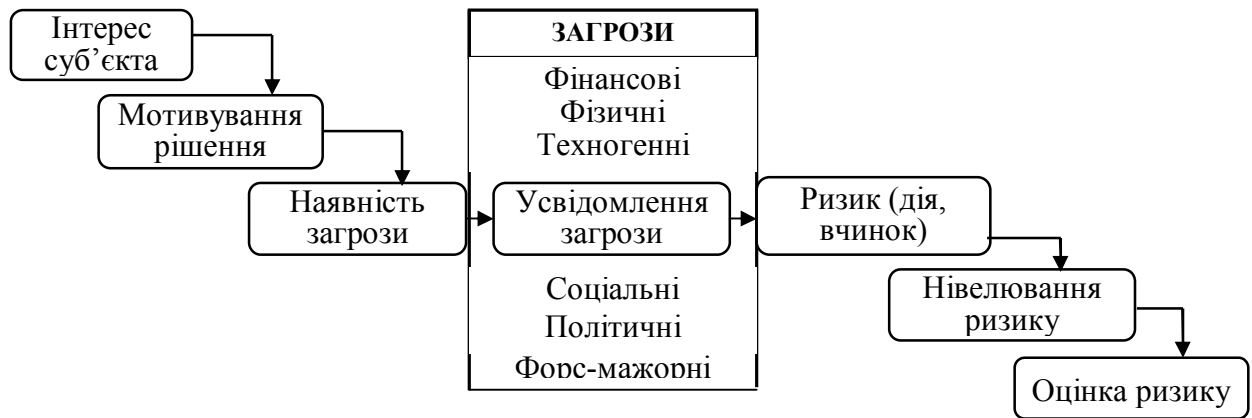 Інтерес
суб’єкта
Мотивування
рішення
Наявність
загрози
ЗАГРОЗИ
Фінансові
Фізичні
Техногенні
Усвідомлення
загрози
Соціальні
Політичні
Форс-мажорні
Ризик (дія,
вчинок)
Нівелювання
ризику
Оцінка ризику